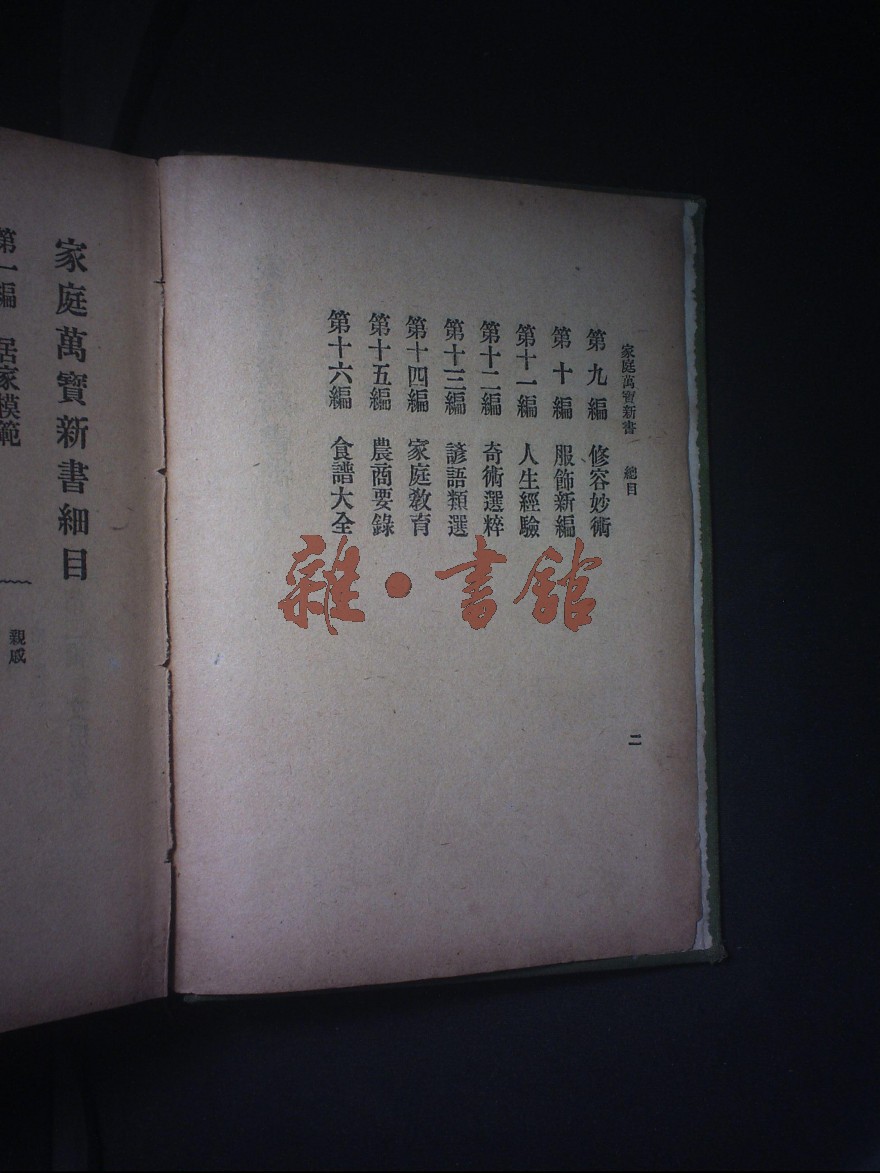 家庭萬寶新書 總目
第九編 修容妙術
第十編 服飾新編
第十一編 人生經驗
第十二編 奇術選粹
第十三編 諺語類選
第十四編 家庭教育
第十五編 農商要錄
第十六編 食譜大全
二
雜·書館
家庭萬寶新書細目
第一編 居家模範
親戚